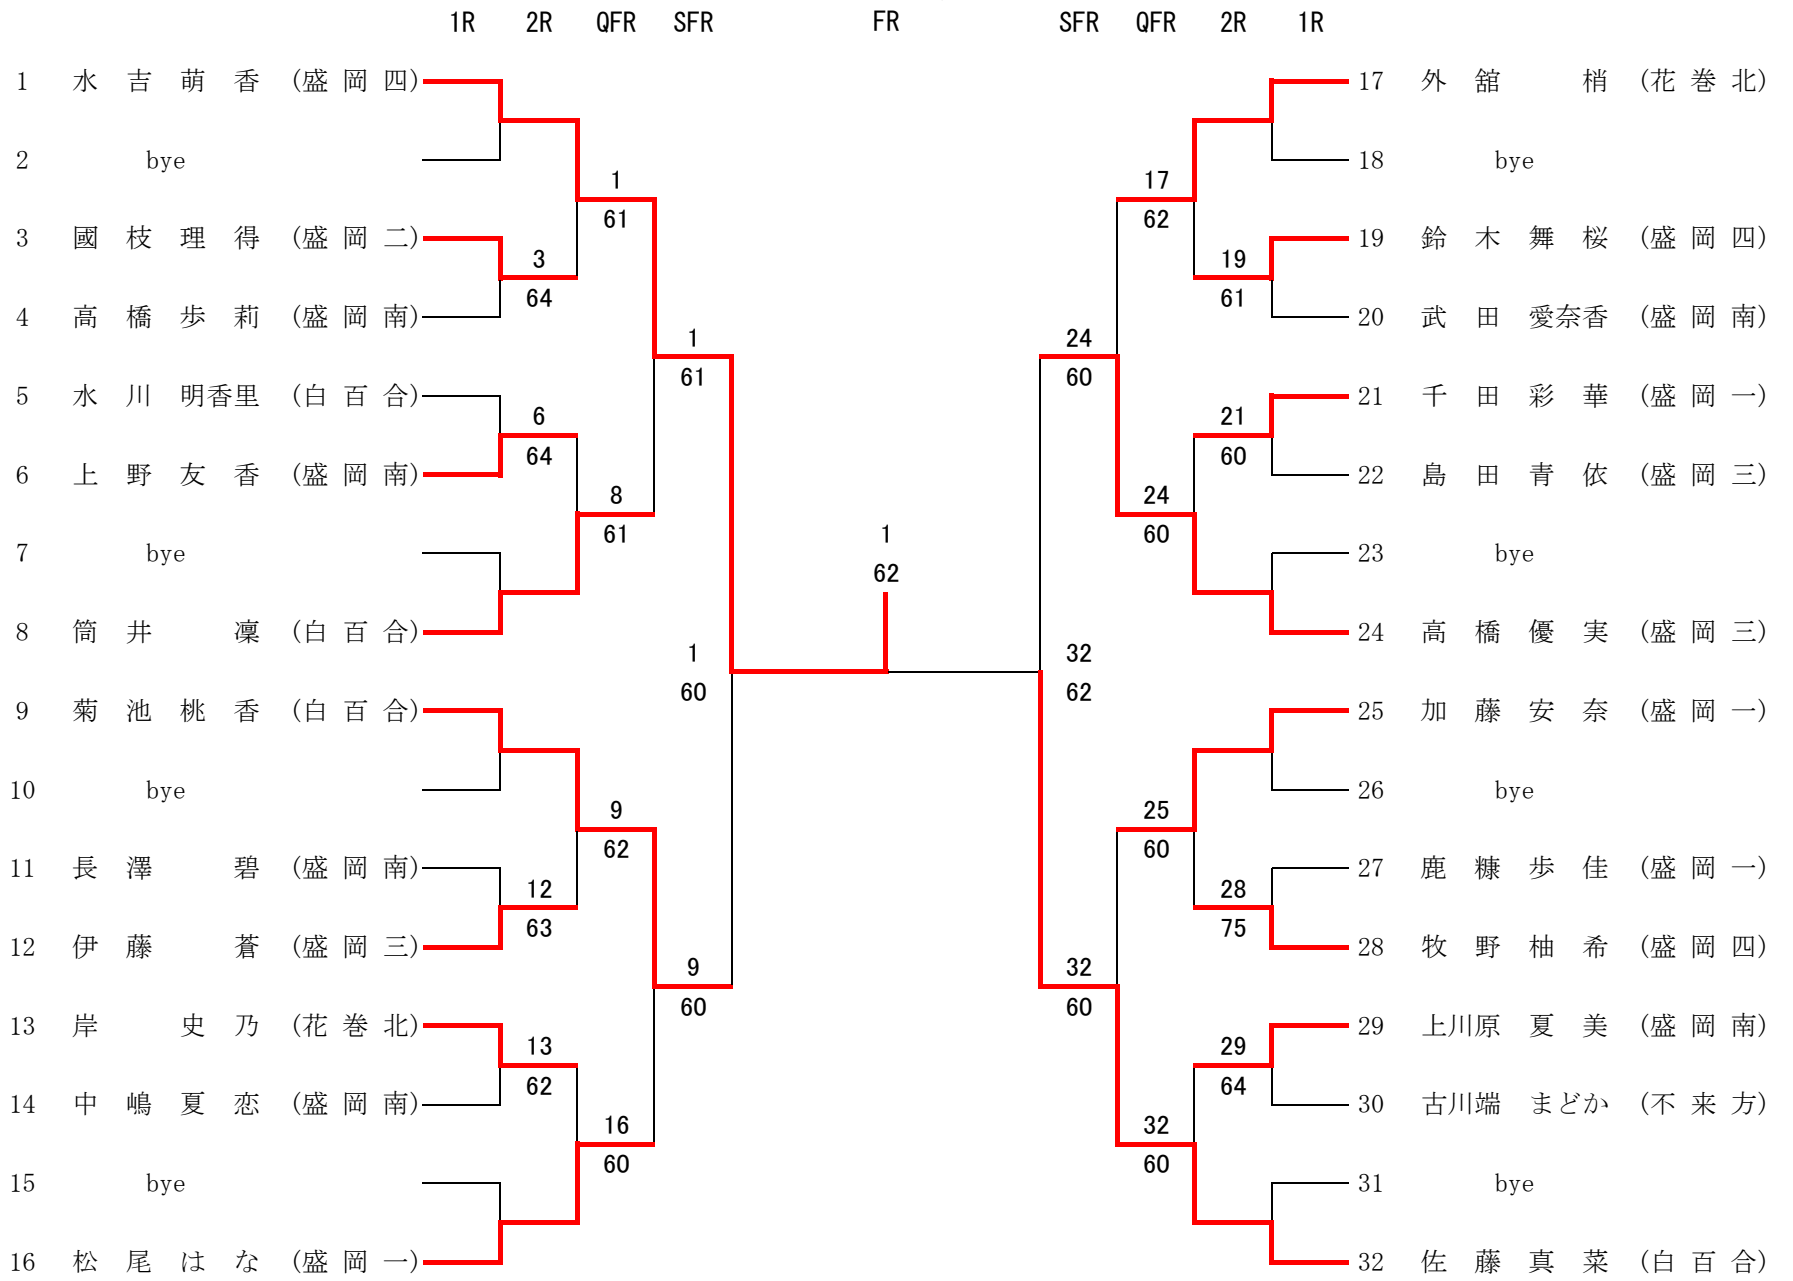 1R 2R QFR SFR FR SFR QFR 2R 1R
1 水吉萌香 (盛岡四) 17 外舘 梢 (花巻北)
2 bye 18 bye
1 17
61 62
3 國枝理得 (盛岡二) 19 鈴木舞桜 (盛岡四)
3 19
64 61
4 高橋歩莉 (盛岡南) 20 武田 愛奈香 (盛岡南)
1 24
61 60
5 水川 明香里 (白百合) 21 千田彩華 (盛岡一)
6 21
64 60
6 上野友香 (盛岡南) 22 島田青依 (盛岡三)
8 24
61 1 60
7 bye 23 bye
62
8 筒井 凜 (白百合) 24 高橋優実 (盛岡三)
1 32
60 62
9 菊池桃香 (白百合) 25 加藤安奈 (盛岡一)
10 bye 26 bye
9 25
62 60
11 長澤 碧 (盛岡南) 27 鹿糠歩佳 (盛岡一)
12 28
63 75
12 伊藤 蒼 (盛岡三) 28 牧野柚希 (盛岡四)
9 32
60 60
13 岸 史乃 (花巻北) 29 上川原 夏美 (盛岡南)
13 29
62 64
14 中嶋夏恋 (盛岡南) 30 古川端 まどか (不来方)
16 32
60 60
15 bye 31 bye
16 松尾はな (盛岡一) 32 佐藤真菜 (白百合)